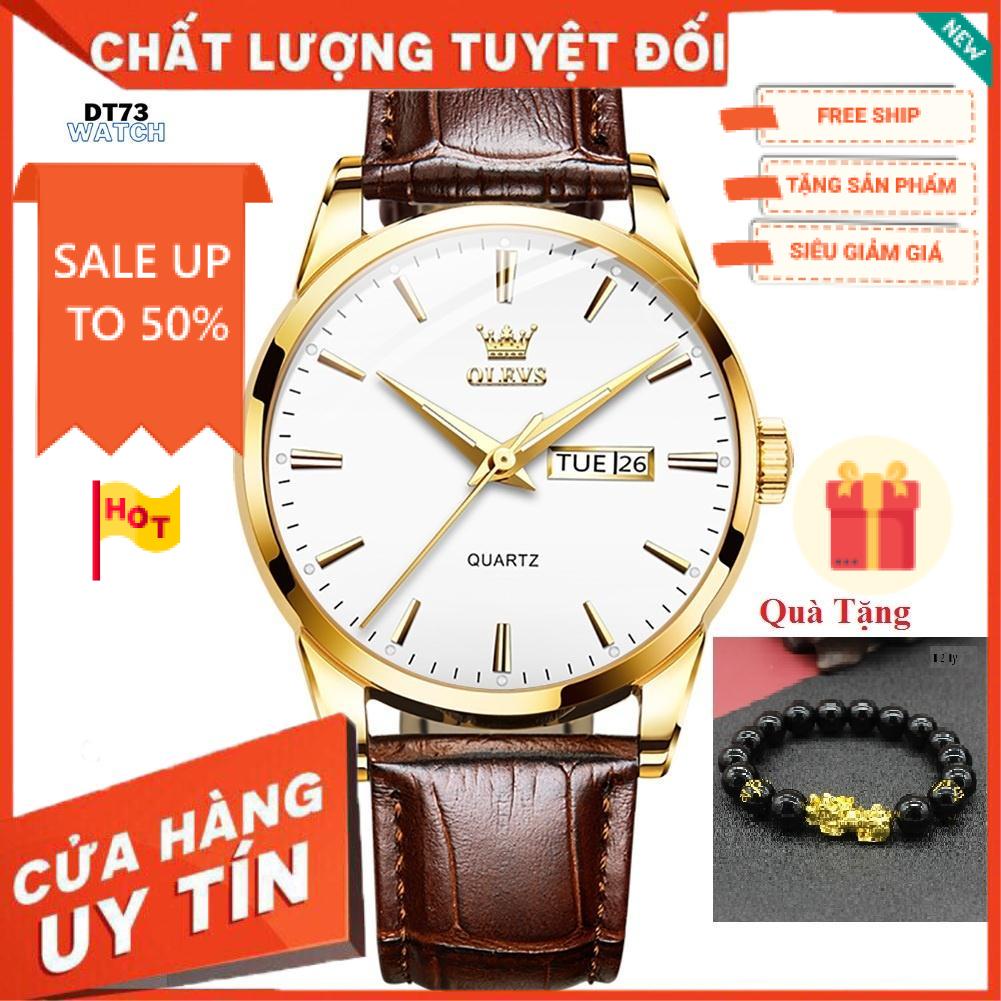 CHẤT LƯỢNG TUYỆT ĐỐI
NEW
DT73
WATCH
FREE SHIP
TẶNG SẢN PHẨM
SIÊU GIẢM GIÁ
SALE UP
TO 50%
OLEVS
TUE 26
QUARTZ
HOT
Quà Tặng
CỬA HÀNG
UY TÍN